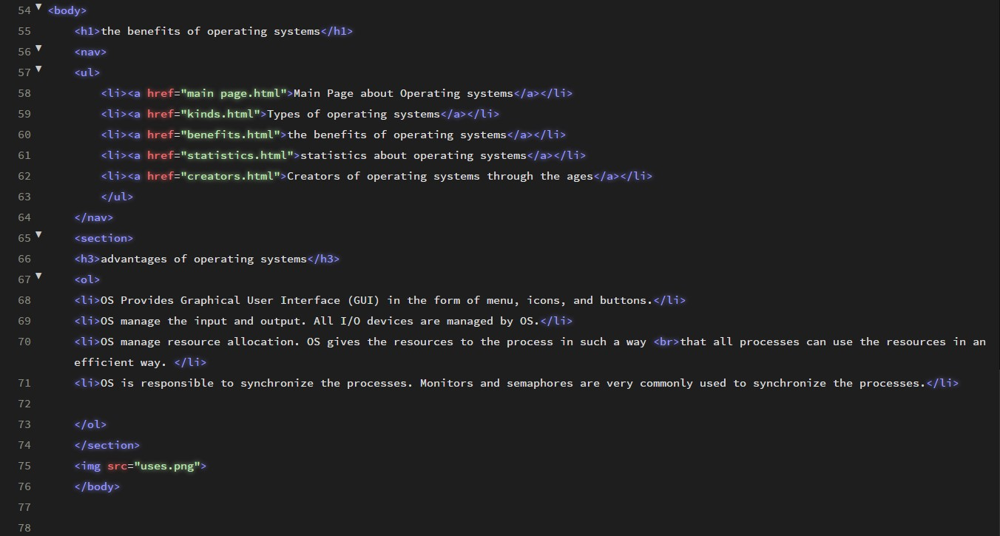 54 ▼ <body>
55 <h1>the benefits of operating systems</h1>
56 ▼ <nav>
57 ▼ <ul>
58 <li><a href="main page.html">Main Page about Operating systems</a></li>
59 <li><a href="kinds.html">Types of operating systems</a></li>
60 <li><a href="benefits.html">the benefits of operating systems</a></li>
61 <li><a href="statistics.html">statistics about operating systems</a></li>
62 <li><a href="creators.html">Creators of operating systems through the ages</a></li>
63 </ul>
64 </nav>
65 ▼ <section>
66 <h3>advantages of operating systems</h3>
67 ▼ <ol>
68 <li>OS Provides Graphical User Interface (GUI) in the form of menu, icons, and buttons.</li>
69 <li>OS manage the input and output. All I/O devices are managed by OS.</li>
70 <li>OS manage resource allocation. OS gives the resources to the process in such a way <br>that all processes can use the resources in an
efficient way. </li>
71 <li>OS is responsible to synchronize the processes. Monitors and semaphores are very commonly used to synchronize the processes.</li>
72
73 </ol>
74 </section>
75 <img src="uses.png">
76 </body>
77
78